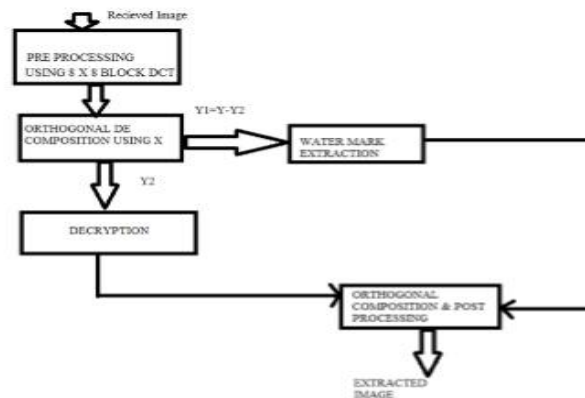 Recieved Image
PRE PROCESSING
USING 8 X 8 BLOCK DCT
Y1=Y-Y2
ORTHOGONAL DE
COMPOSITION USING X
WATER MARK
EXTRACTION
Y2
DECRYPTION
ORTHOGONAL
COMPOSITION & POST
PROCESSING
EXTRACTED
IMAGE